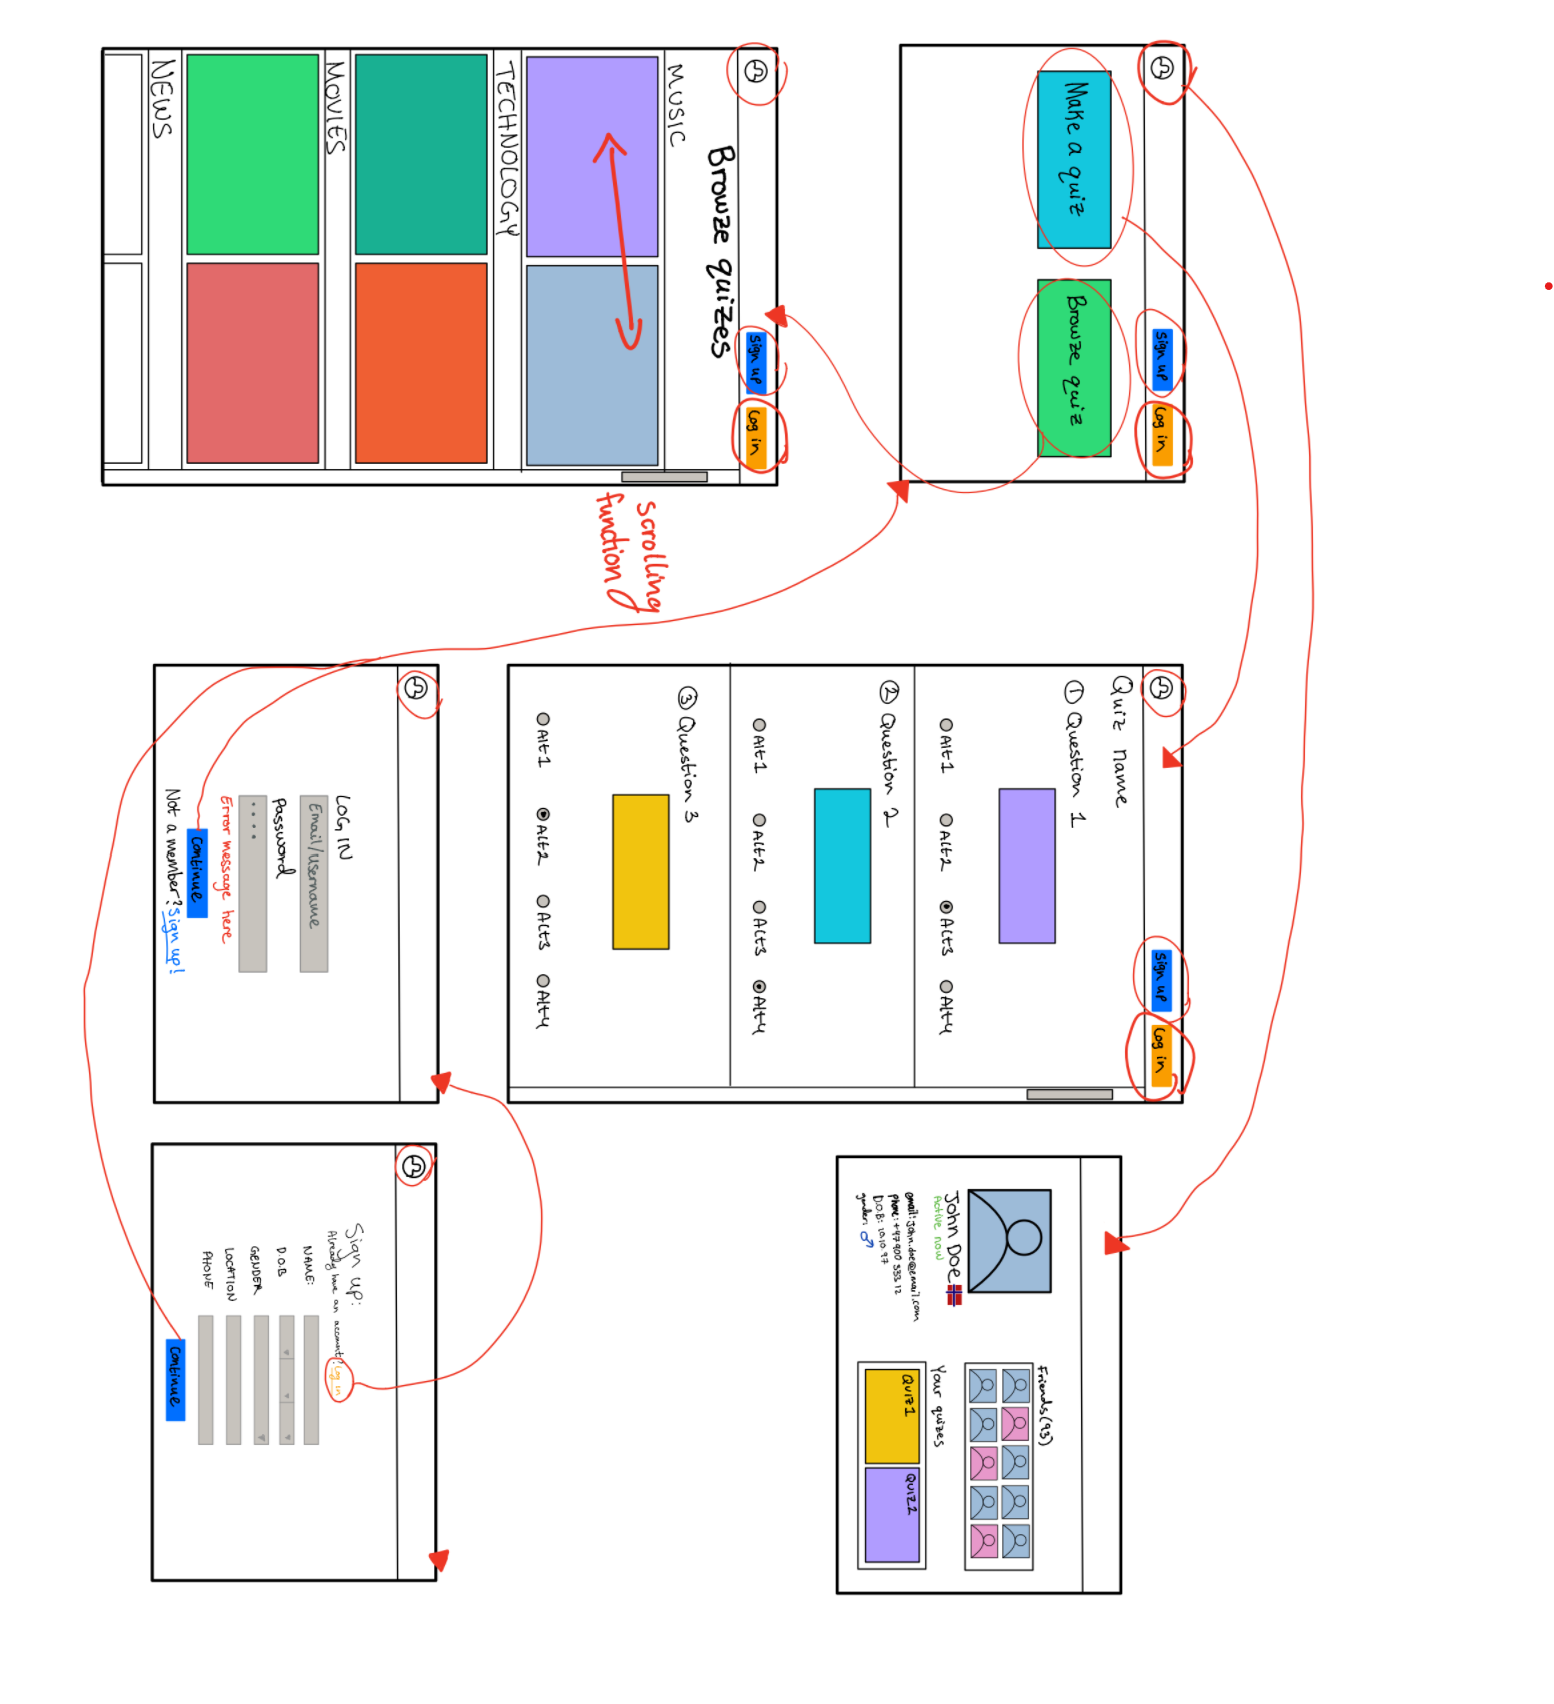 Sign up
Log in
Make a quiz
Browze quiz
Sign up
Log in
Browze quizes
MUSIC
TECHNOLOGY
MOVIES
NEWS
scrolling
function
Sign up
Log in
Quiz name
① Question 1
Alt1 Alt2 Alt3 Alt4
② Question 2
Alt1 Alt2 Alt3 Alt4
③ Question 3
Alt1 Alt2 Alt3 Alt4
LOG IN
Email/username
Password
Error message here
Continue
Not a member? Sign up!
John Doe
Active now
email: john.doe@email.com
phone: +47 900 333 12
D.O.B: 10.10.97
gender: ♂
Friends (93)
Your quizes
QUIZ1
QUIZ2
Sign up:
Already have an account? Log in
NAME:
D.O.B
GENDER
LOCATION
PHONE
Continue